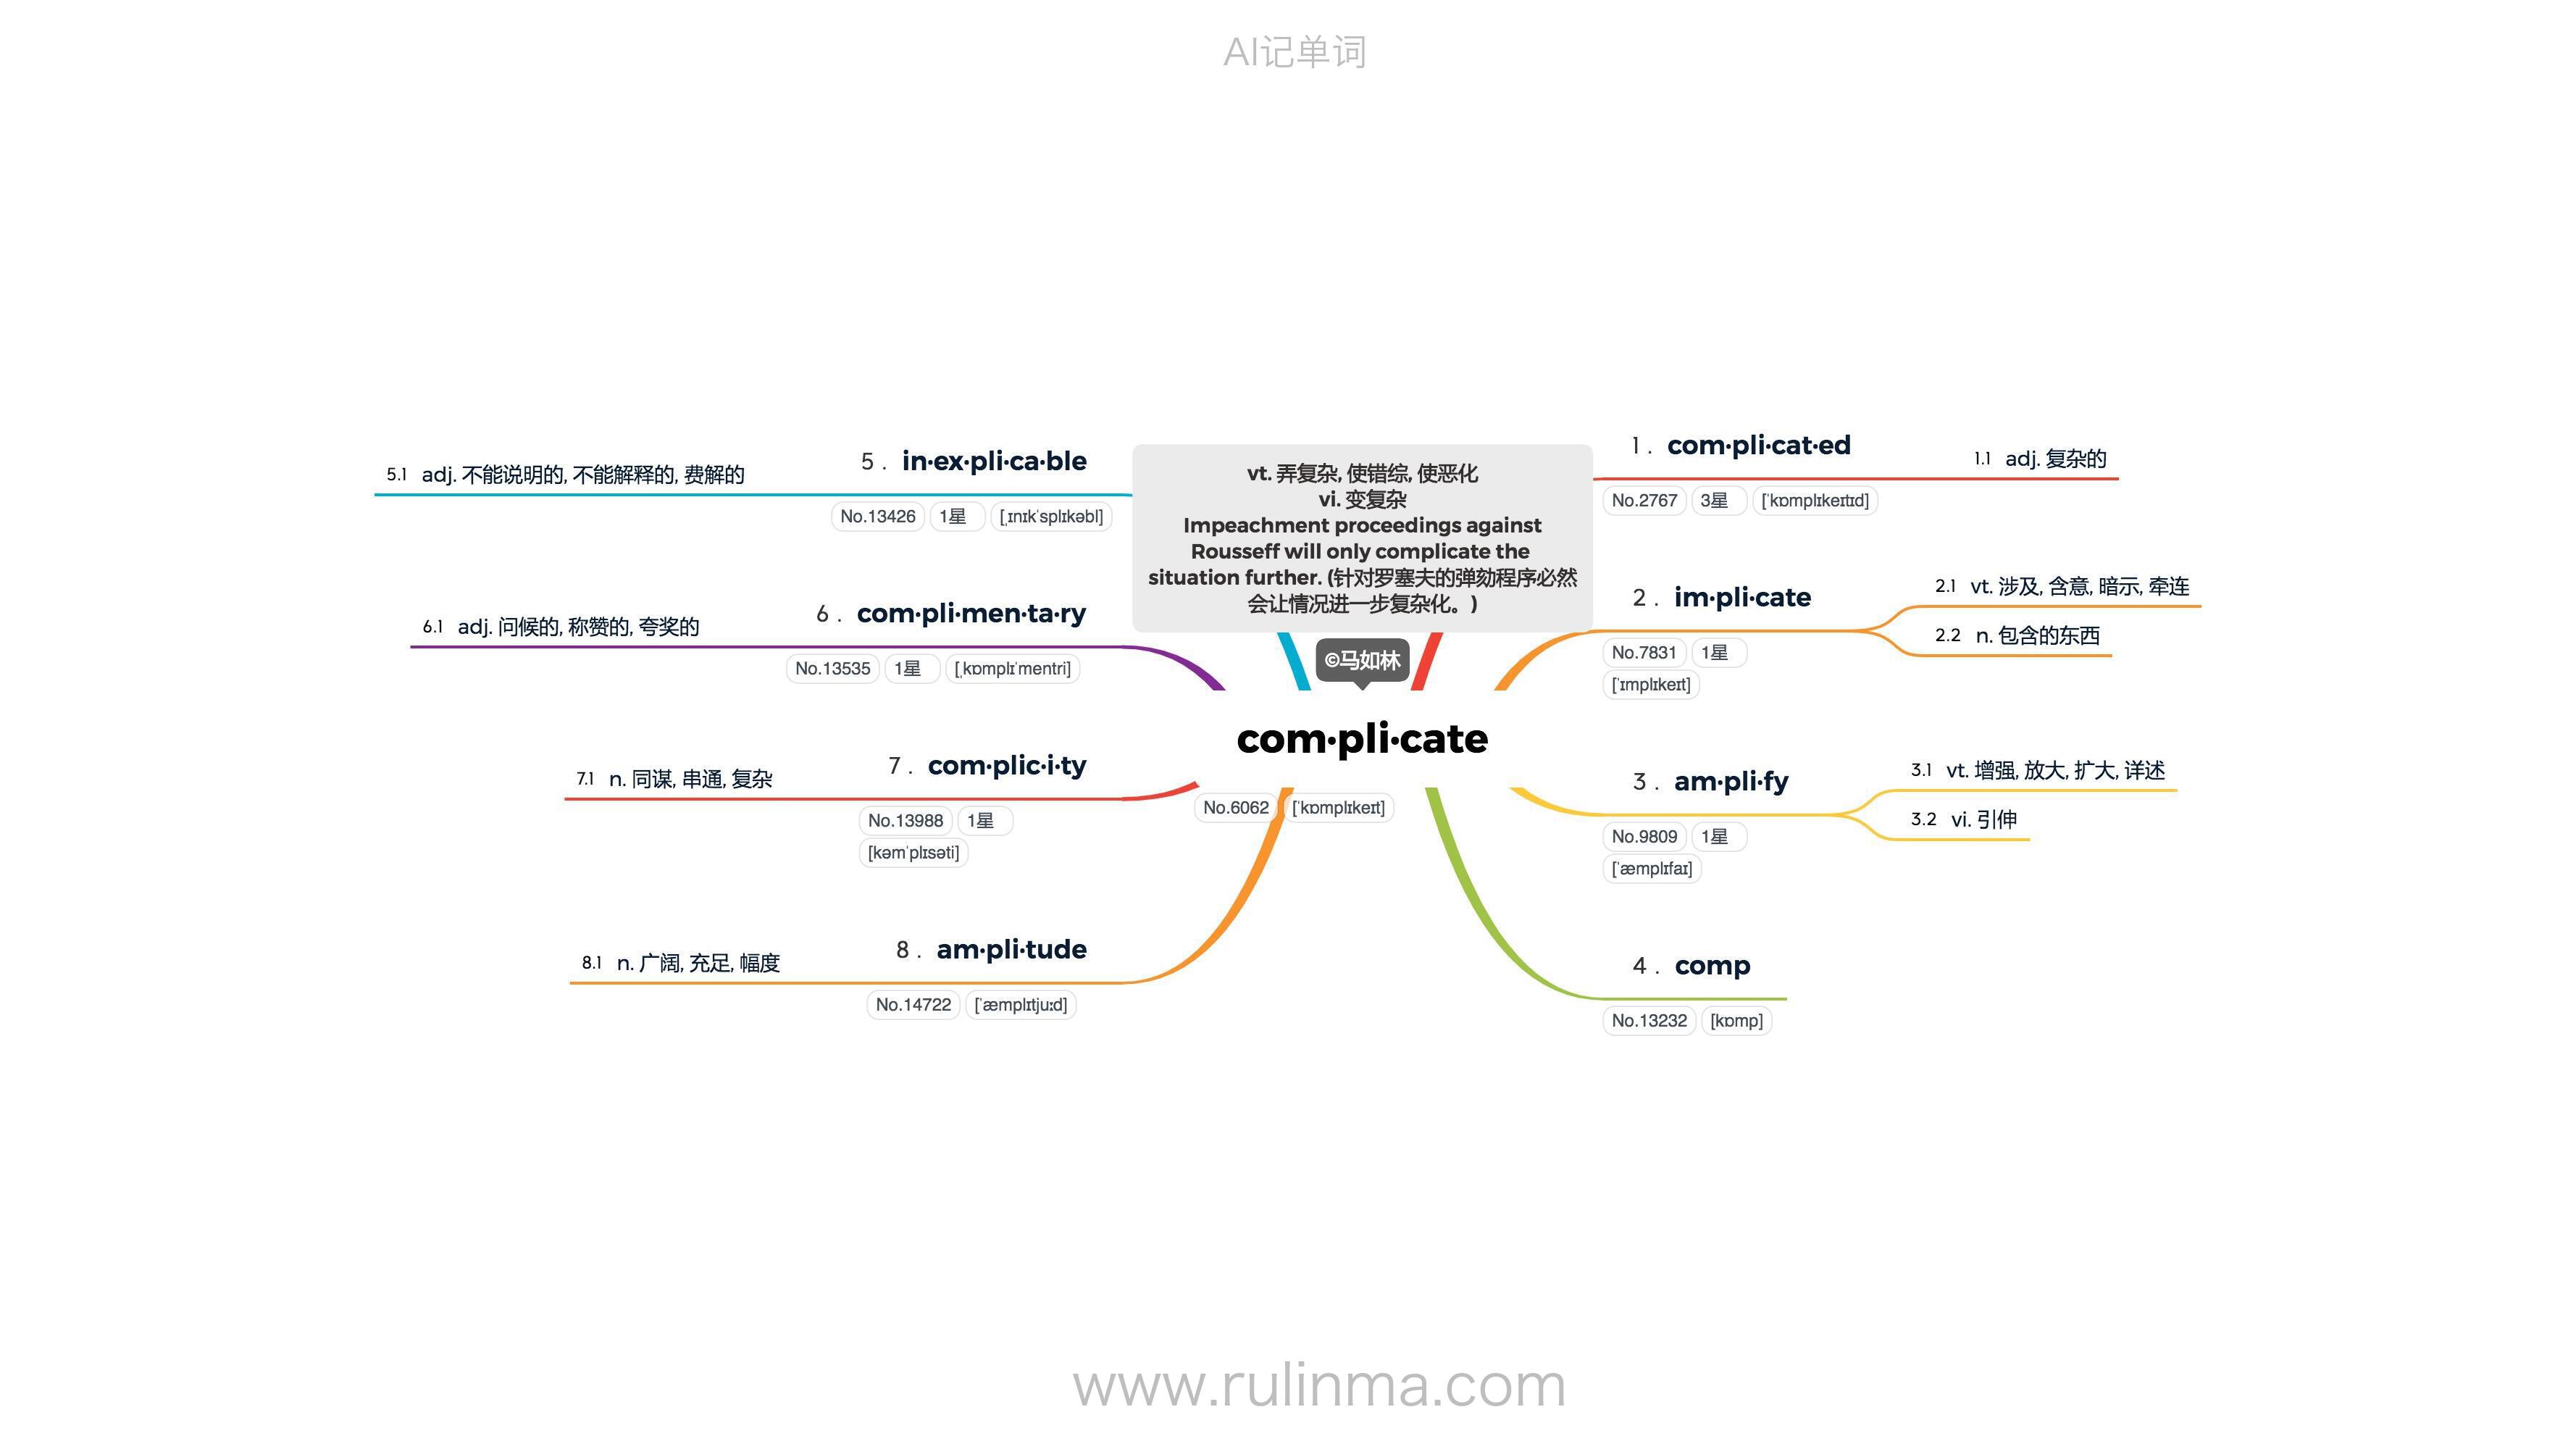 AI记单词
vt. 弄复杂, 使错综, 使恶化
vi. 变复杂
Impeachment proceedings against
Rousseff will only complicate the
situation further. (针对罗塞夫的弹劾程序必然
会让情况进一步复杂化。)
©马如林
com·pli·cate
No.6062 [ˈkɒmplɪkeɪt]
1 . com·pli·cat·ed
No.2767 3星 [ˈkɒmplɪkeɪtɪd]
1.1 adj. 复杂的
2 . im·pli·cate
No.7831 1星
[ˈɪmplɪkeɪt]
2.1 vt. 涉及, 含意, 暗示, 牵连
2.2 n. 包含的东西
3 . am·pli·fy
No.9809 1星
[ˈæmplɪfaɪ]
3.1 vt. 增强, 放大, 扩大, 详述
3.2 vi. 引伸
4 . comp
No.13232 [kɒmp]
5 . in·ex·pli·ca·ble
No.13426 1星 [ˌɪnɪkˈsplɪkəbl]
5.1 adj. 不能说明的, 不能解释的, 费解的
6 . com·pli·men·ta·ry
No.13535 1星 [ˌkɒmplɪˈmentri]
6.1 adj. 问候的, 称赞的, 夸奖的
7 . com·plic·i·ty
No.13988 1星
[kəmˈplɪsəti]
7.1 n. 同谋, 串通, 复杂
8 . am·pli·tude
No.14722 [ˈæmplɪtjuːd]
8.1 n. 广阔, 充足, 幅度
www.rulinma.com